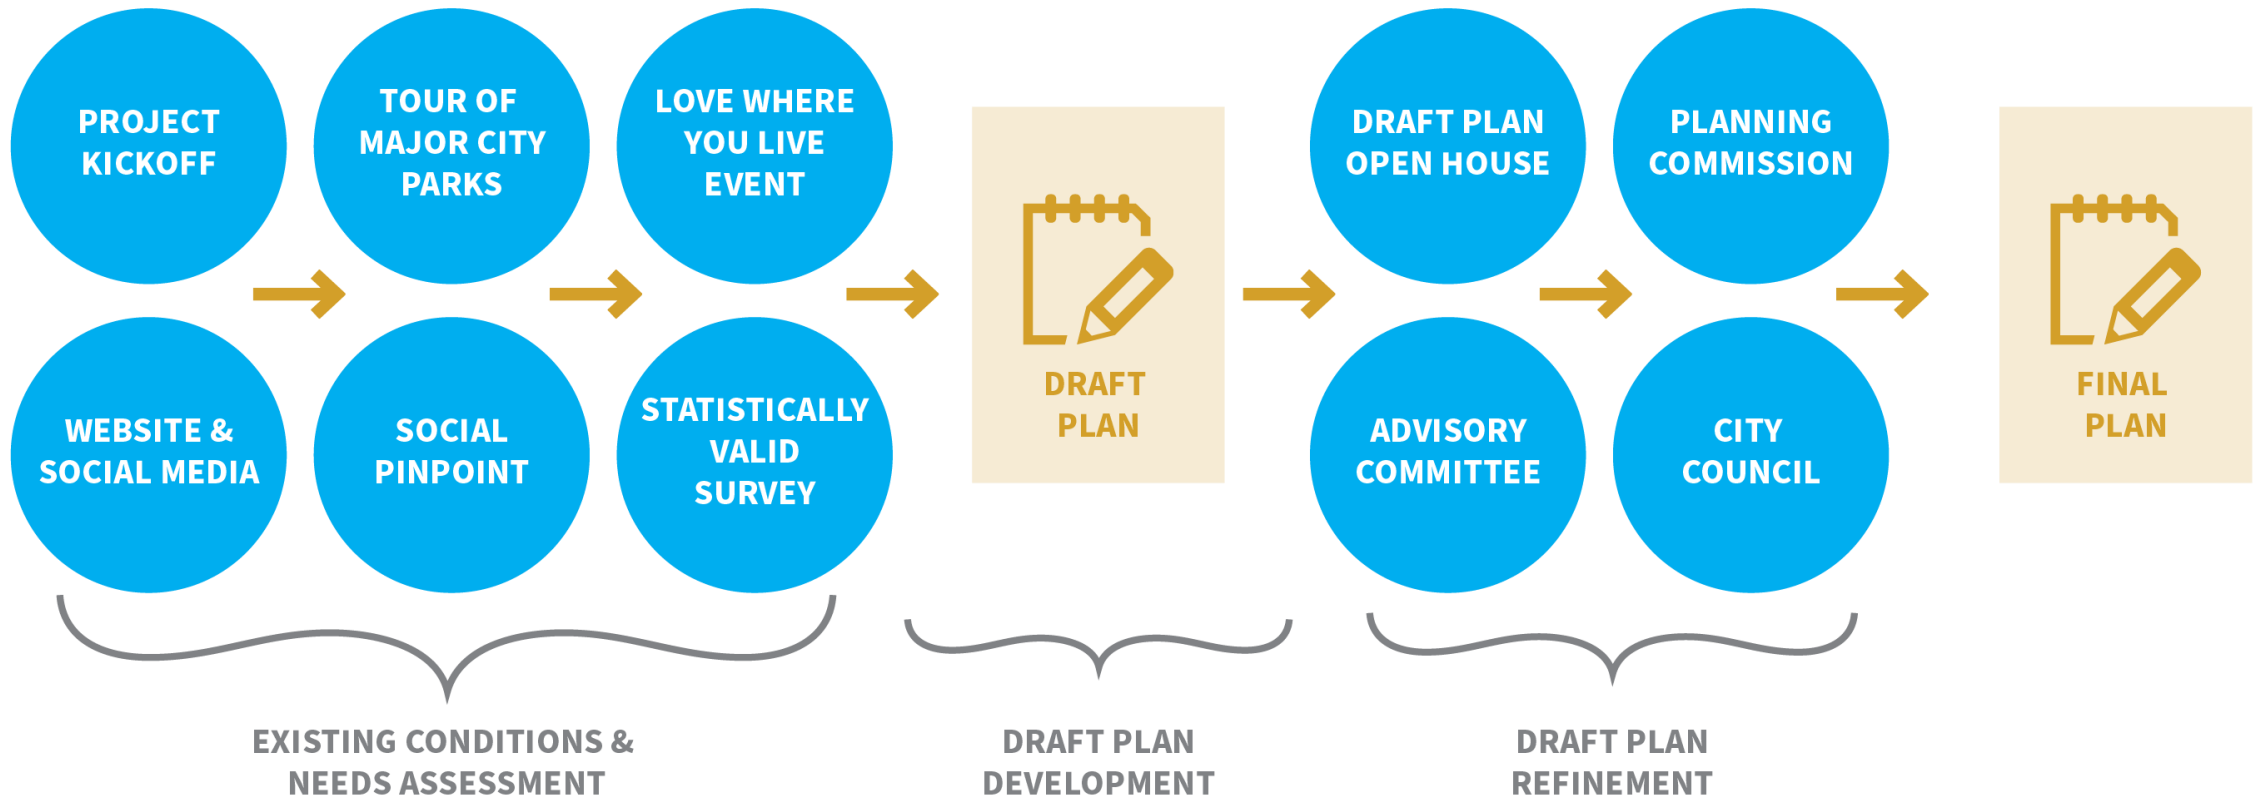 PROJECT
KICKOFF
TOUR OF
MAJOR CITY
PARKS
LOVE WHERE
YOU LIVE
EVENT
WEBSITE &
SOCIAL MEDIA
SOCIAL
PINPOINT
STATISTICALLY
VALID
SURVEY
DRAFT
PLAN
DRAFT PLAN
OPEN HOUSE
PLANNING
COMMISSION
ADVISORY
COMMITTEE
CITY
COUNCIL
FINAL
PLAN
EXISTING CONDITIONS &
NEEDS ASSESSMENT
DRAFT PLAN
DEVELOPMENT
DRAFT PLAN
REFINEMENT